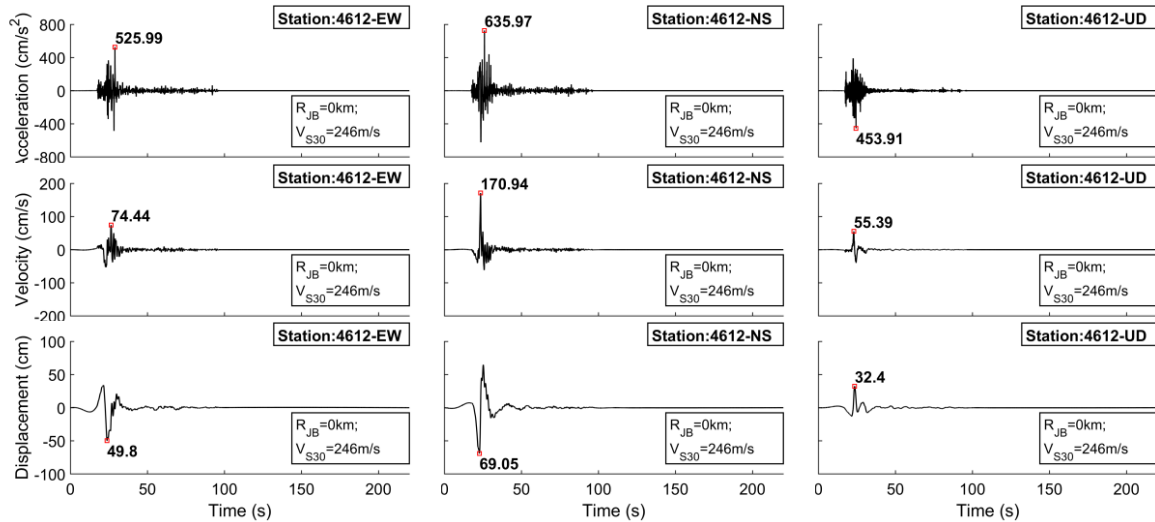 Station:4612-EW
Station:4612-NS
Station:4612-UD
Acceleration (cm/s²)
800
400
0
-400
-800
525.99
635.97
453.91
R_JB=0km;
V_S30=246m/s
R_JB=0km;
V_S30=246m/s
R_JB=0km;
V_S30=246m/s
Station:4612-EW
Station:4612-NS
Station:4612-UD
Velocity (cm/s)
200
100
0
-100
-200
74.44
170.94
55.39
R_JB=0km;
V_S30=246m/s
R_JB=0km;
V_S30=246m/s
R_JB=0km;
V_S30=246m/s
Station:4612-EW
Station:4612-NS
Station:4612-UD
Displacement (cm)
100
50
0
-50
-100
49.8
69.05
32.4
R_JB=0km;
V_S30=246m/s
R_JB=0km;
V_S30=246m/s
R_JB=0km;
V_S30=246m/s
0 50 100 150 200
0 50 100 150 200
0 50 100 150 200
Time (s)
Time (s)
Time (s)